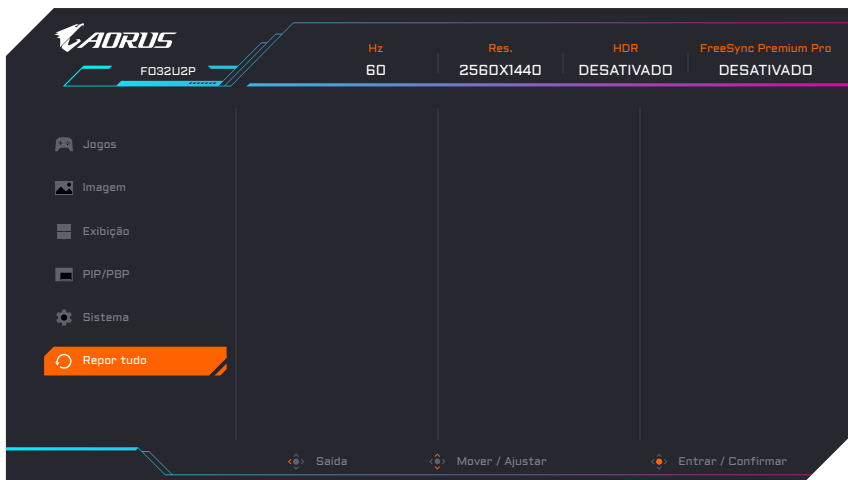 AORUS
FO32U2P
Hz
60
Res.
2560X1440
HDR
DESATIVADO
FreeSync Premium Pro
DESATIVADO
Jogos
Imagem
Exibição
PIP/PBP
Sistema
Repor tudo
Saída
Mover / Ajustar
Entrar / Confirmar